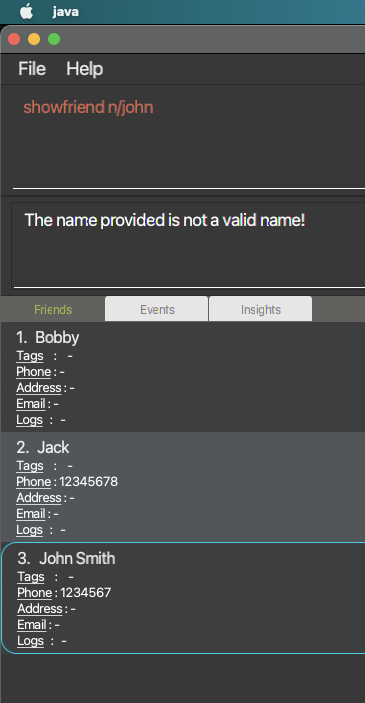 java
File Help
showfriend n/john
The name provided is not a valid name!
Friends Events Insights
1. Bobby
Tags : -
Phone : -
Address : -
Email : -
Logs : -
2. Jack
Tags : -
Phone : 12345678
Address : -
Email : -
Logs : -
3. John Smith
Tags : -
Phone : 1234567
Address : -
Email : -
Logs : -